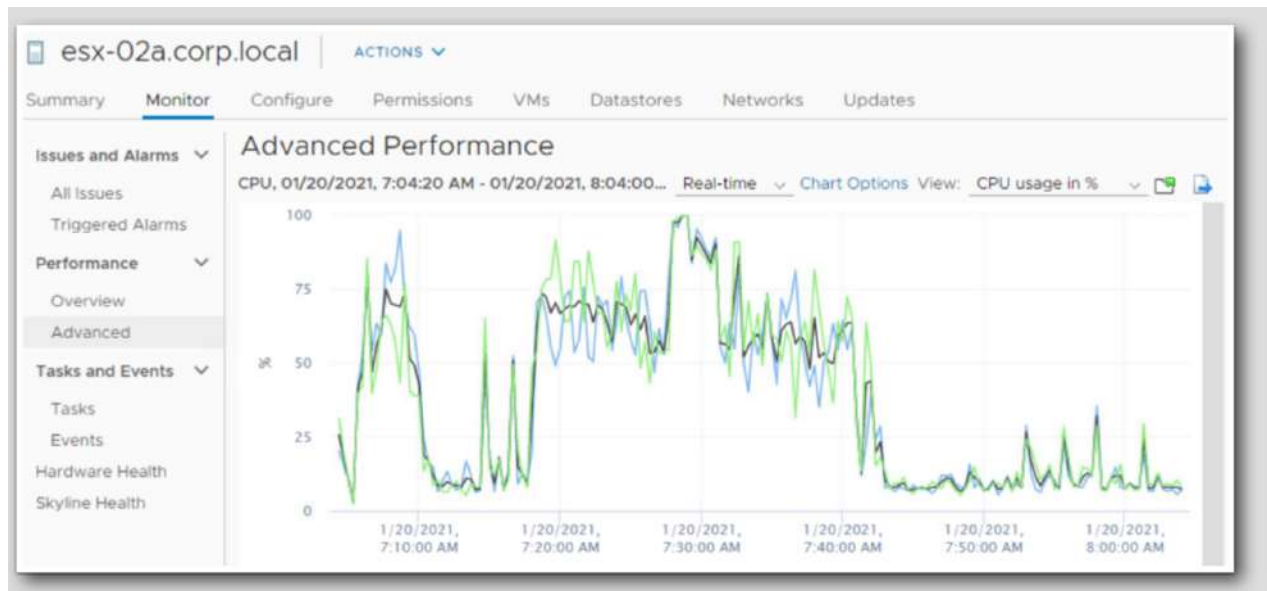 esx-02a.corp.local ACTIONS
Summary Monitor Configure Permissions VMs Datastores Networks Updates
Issues and Alarms
All Issues
Triggered Alarms
Performance
Overview
Advanced
Tasks and Events
Tasks
Events
Hardware Health
Skyline Health
Advanced Performance
CPU, 01/20/2021, 7:04:20 AM - 01/20/2021, 8:04:00... Real-time Chart Options View: CPU usage in %
100
75
50
25
0
%
1/20/2021, 1/20/2021, 1/20/2021, 1/20/2021, 1/20/2021, 1/20/2021,
7:10:00 AM 7:20:00 AM 7:30:00 AM 7:40:00 AM 7:50:00 AM 8:00:00 AM